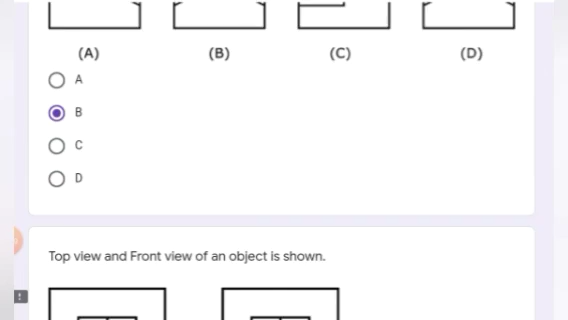 (A) (B) (C) (D)
A
B
C
D
Top view and Front view of an object is shown.
!